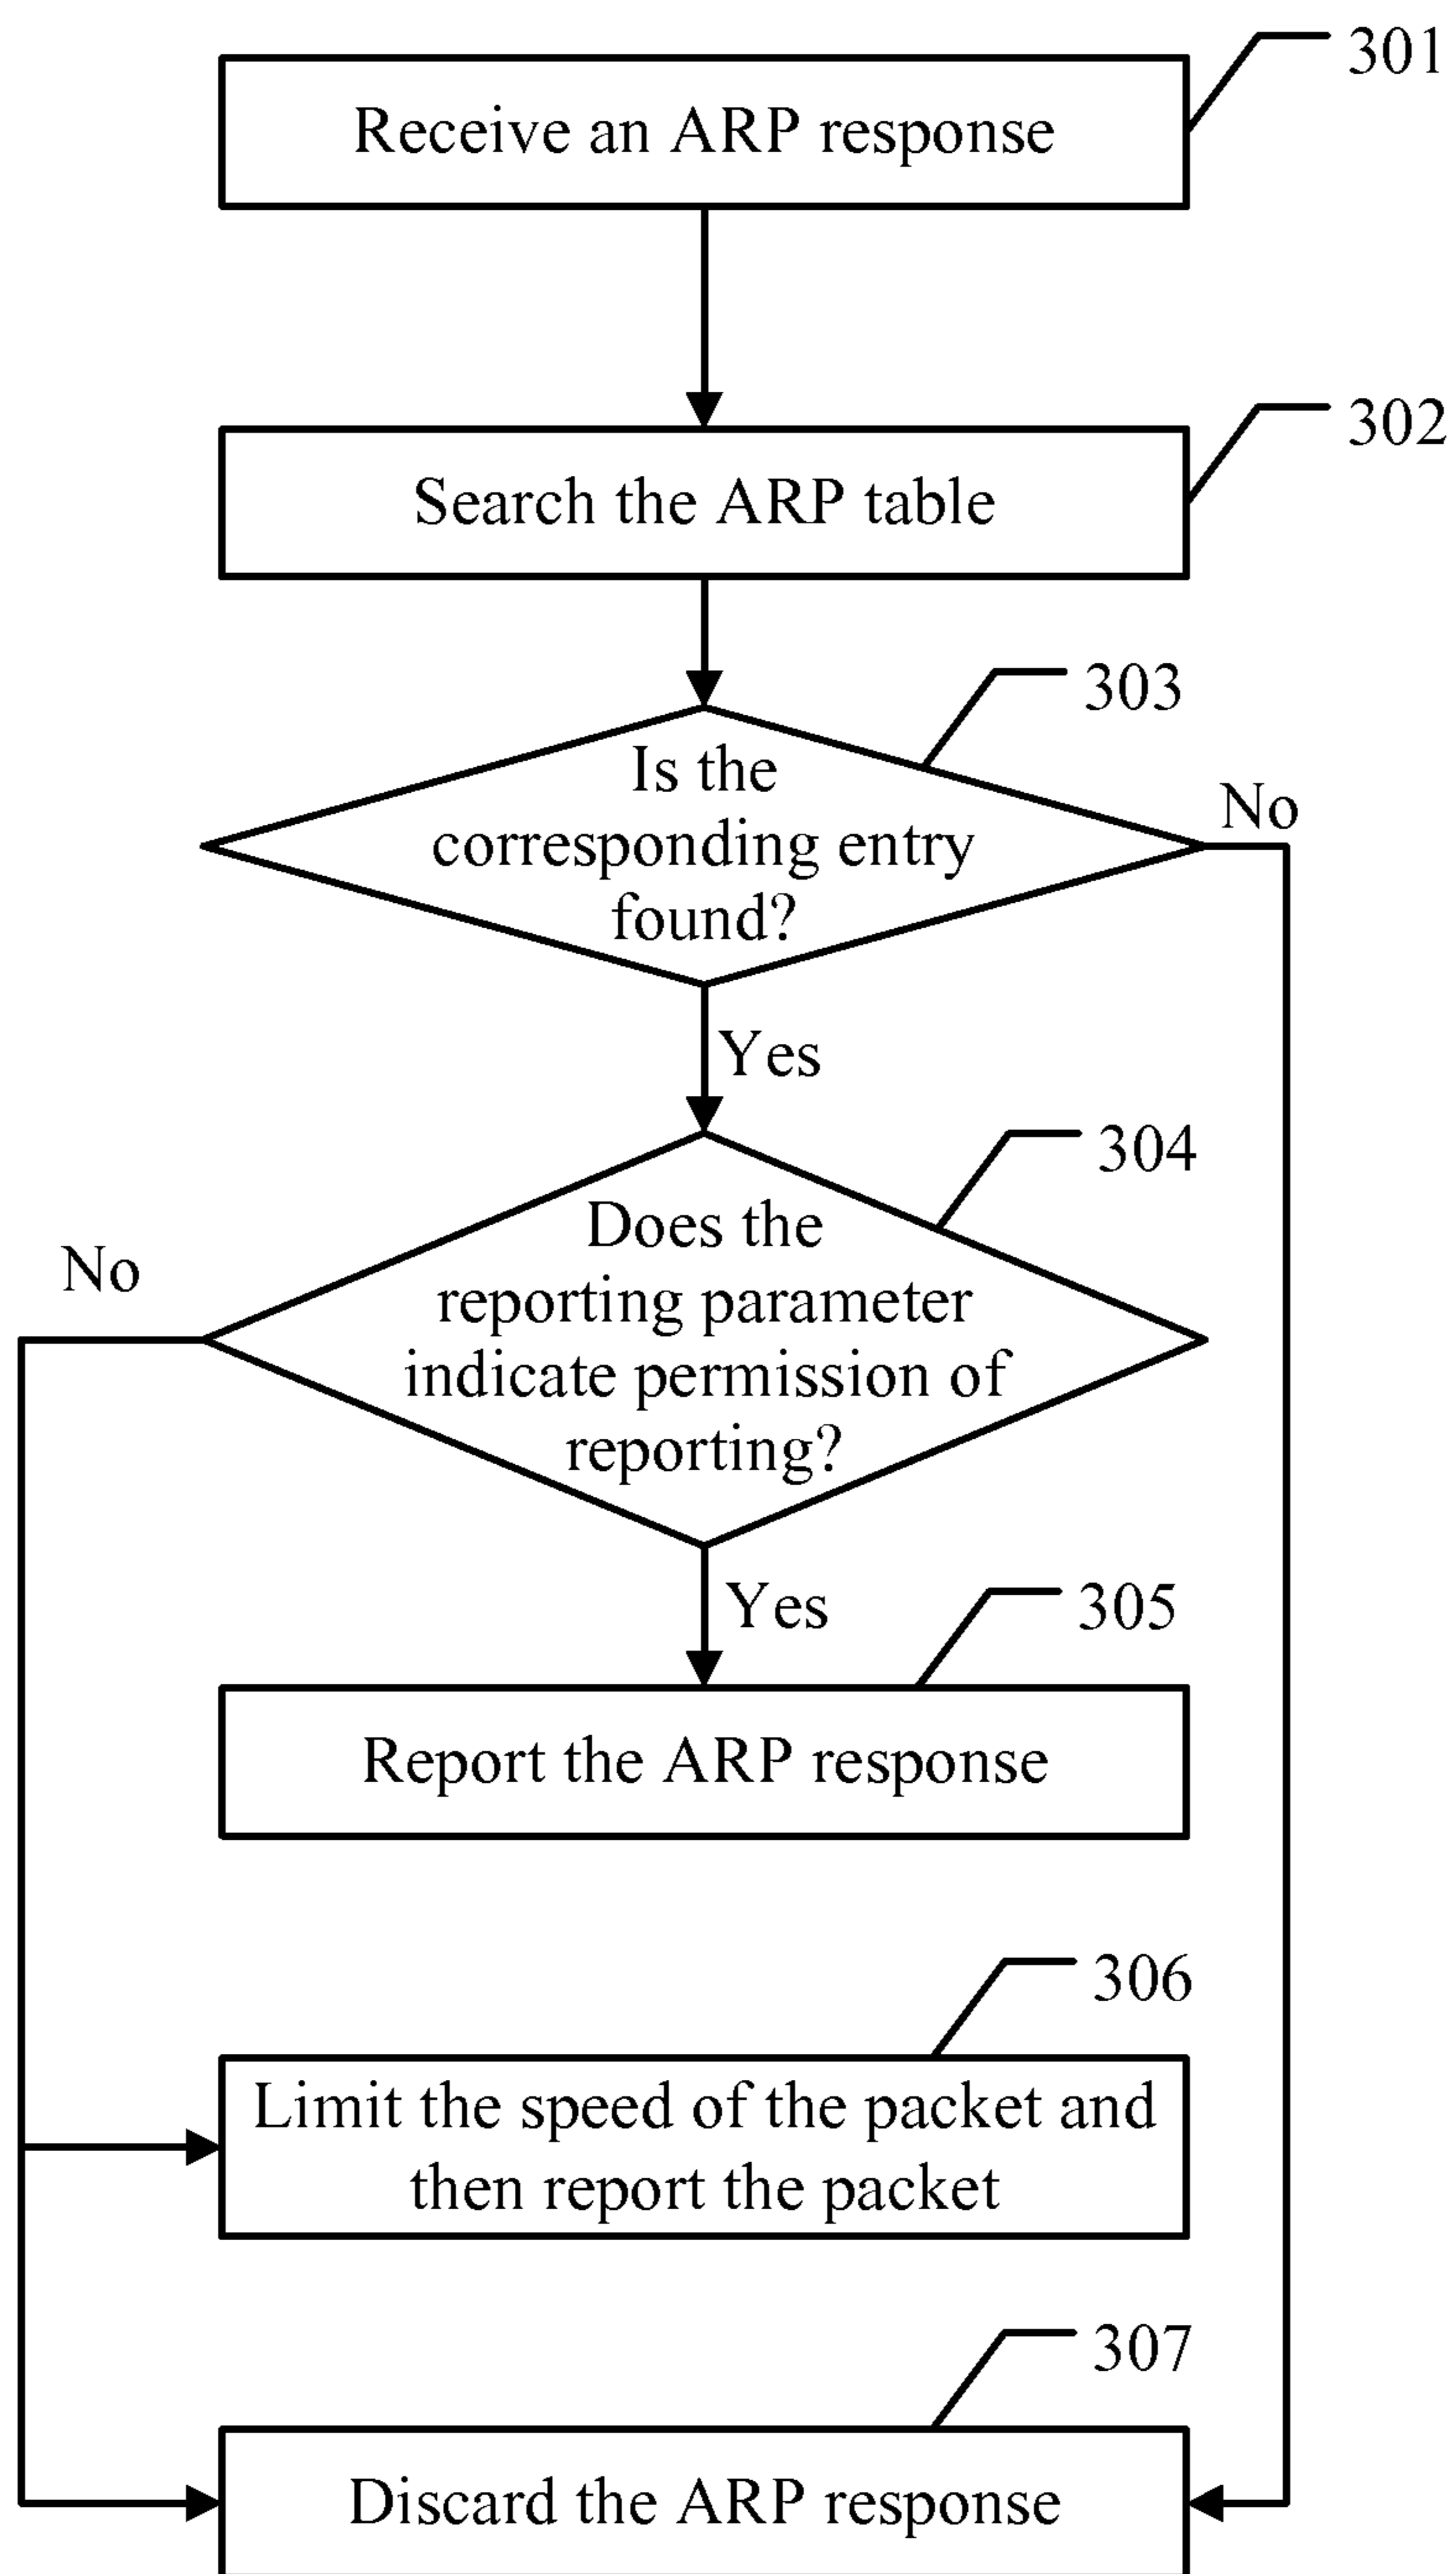 301
Receive an ARP response
302
Search the ARP table
303
Is the
corresponding entry
found?
No
Yes
304
Does the
reporting parameter
indicate permission of
reporting?
No
Yes
305
Report the ARP response
306
Limit the speed of the packet and
then report the packet
307
Discard the ARP response